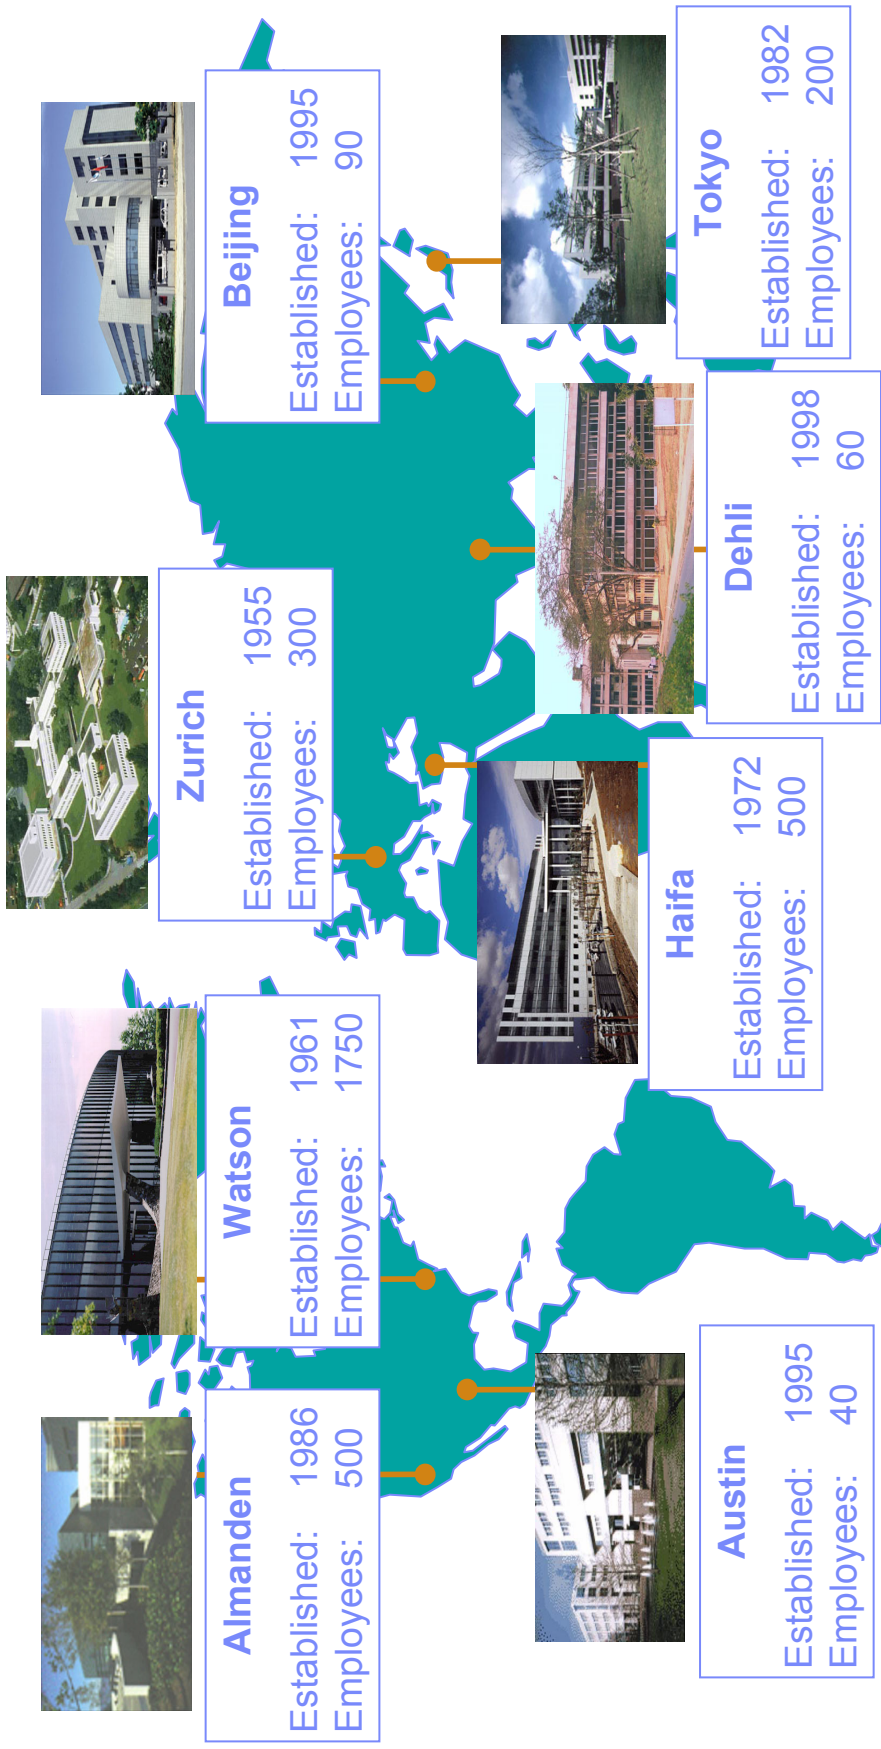 Almanden
Established: 1986
Employees: 500
Watson
Established: 1961
Employees: 1750
Zurich
Established: 1955
Employees: 300
Beijing
Established: 1995
Employees: 90
Austin
Established: 1995
Employees: 40
Haifa
Established: 1972
Employees: 500
Dehli
Established: 1998
Employees: 60
Tokyo
Established: 1982
Employees: 200